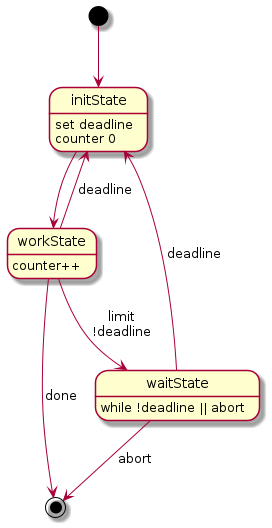 initState
set deadline
counter 0
deadline
workState
counter++
deadline
limit
!deadline
waitState
while !deadline || abort
done
abort